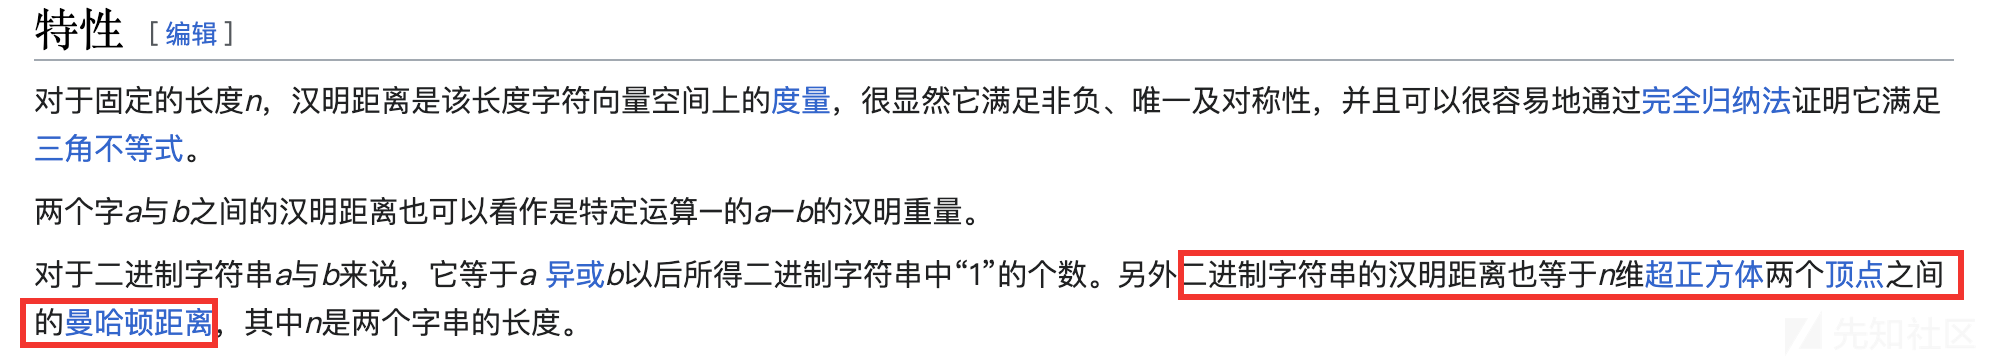 特性 [编辑]
对于固定的长度n，汉明距离是该长度字符向量空间上的度量，很显然它满足非负、唯一及对称性，并且可以很容易地通过完全归纳法证明它满足
三角不等式。
两个字a与b之间的汉明距离也可以看作是特定运算−的a−b的汉明重量。
对于二进制字符串a与b来说，它等于a 异或b以后所得二进制字符串中“1”的个数。另外二进制字符串的汉明距离也等于n维超正方体两个顶点之间
的曼哈顿距离，其中n是两个字串的长度。
先知社区